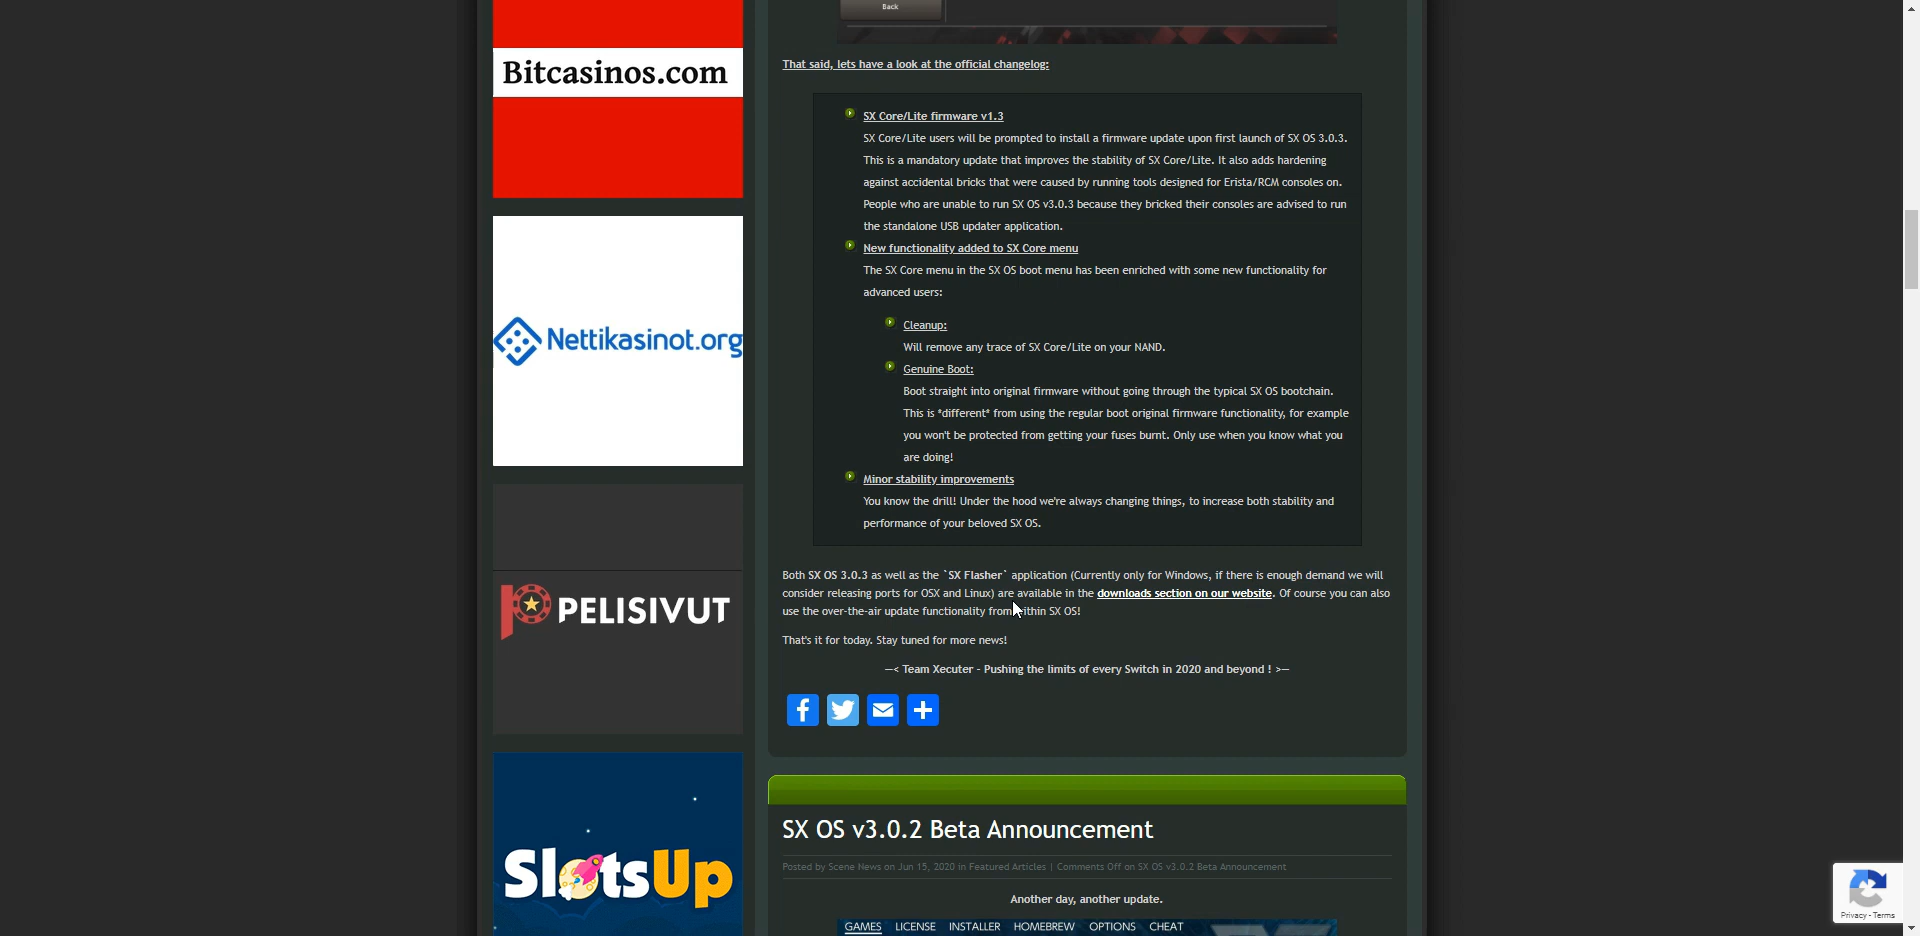 Back
That said, lets have a look at the official changelog:
Bitcasinos.com
SX Core/Lite firmware v1.3
SX Core/Lite users will be prompted to install a firmware update upon first launch of SX OS 3.0.3.
This is a mandatory update that improves the stability of SX Core/Lite. It also adds hardening
against accidental bricks that were caused by running tools designed for Erista/RCM consoles on.
People who are unable to run SX OS v3.0.3 because they bricked their consoles are advised to run
the standalone USB updater application.
New functionality added to SX Core menu
The SX Core menu in the SX OS boot menu has been enriched with some new functionality for
advanced users:
Cleanup:
Will remove any trace of SX Core/Lite on your NAND.
Genuine Boot:
Boot straight into original firmware without going through the typical SX OS bootchain.
This is *different* from using the regular boot original firmware functionality, for example
you won't be protected from getting your fuses burnt. Only use when you know what you
are doing!
Minor stability improvements
You know the drill! Under the hood we're always changing things, to increase both stability and
performance of your beloved SX OS.
Nettikasinot.org
Both SX OS 3.0.3 as well as the `SX Flasher` application (Currently only for Windows, if there is enough demand we will
consider releasing ports for OSX and Linux) are available in the downloads section on our website. Of course you can also
use the over-the-air update functionality from within SX OS!
That's it for today. Stay tuned for more news!
—< Team Xecuter - Pushing the limits of every Switch in 2020 and beyond ! >—
PELISIVUT
SX OS v3.0.2 Beta Announcement
Posted by Scene News on Jun 15, 2020 in Featured Articles | Comments Off on SX OS v3.0.2 Beta Announcement
Another day, another update.
GAMES LICENSE INSTALLER HOMEBREW OPTIONS CHEAT
SlotsUp
Privacy - Terms